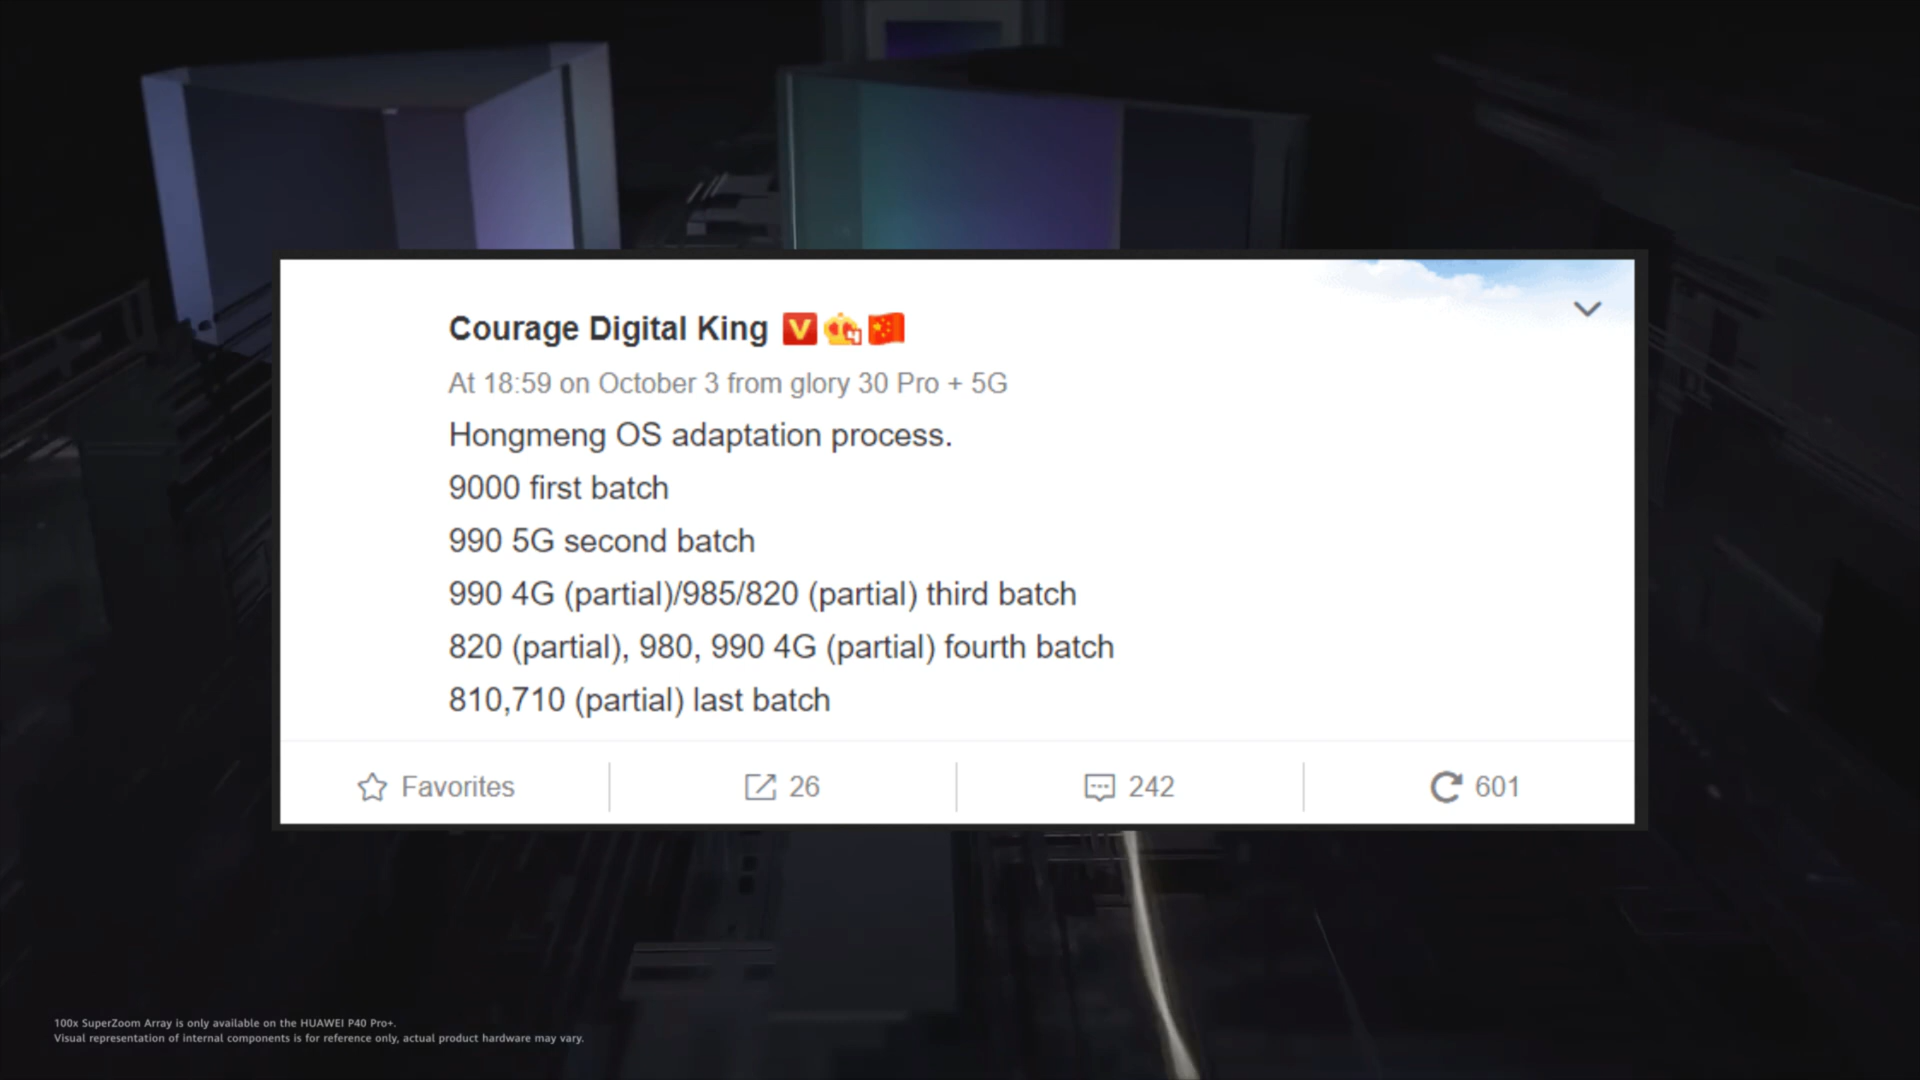 Courage Digital King
At 18:59 on October 3 from glory 30 Pro + 5G
Hongmeng OS adaptation process.
9000 first batch
990 5G second batch
990 4G (partial)/985/820 (partial) third batch
820 (partial), 980, 990 4G (partial) fourth batch
810,710 (partial) last batch
Favorites 26 242 601
100x SuperZoom Array is only available on the HUAWEI P40 Pro+.
Visual representation of internal components is for reference only, actual product hardware may vary.